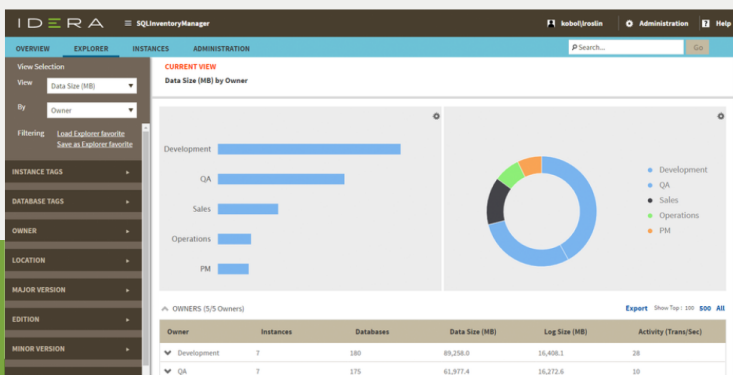 IDERA ≡ SQLInventoryManager kobol\lroslin Administration ? Help
OVERVIEW EXPLORER INSTANCES ADMINISTRATION Search... Go
View Selection
View Data Size (MB)
By Owner
Filtering Load Explorer favorite
Save as Explorer favorite
INSTANCE TAGS
DATABASE TAGS
OWNER
LOCATION
MAJOR VERSION
EDITION
MINOR VERSION
CURRENT VIEW
Data Size (MB) by Owner
Development
QA
Sales
Operations
PM
Development
QA
Sales
Operations
PM
OWNERS (5/5 Owners) Export Show Top: 100 500 All
Owner Instances Databases Data Size (MB) Log Size (MB) Activity (Trans/Sec)
Development 7 180 89,258.0 16,408.1 28
QA 7 175 61,977.4 16,272.6 10